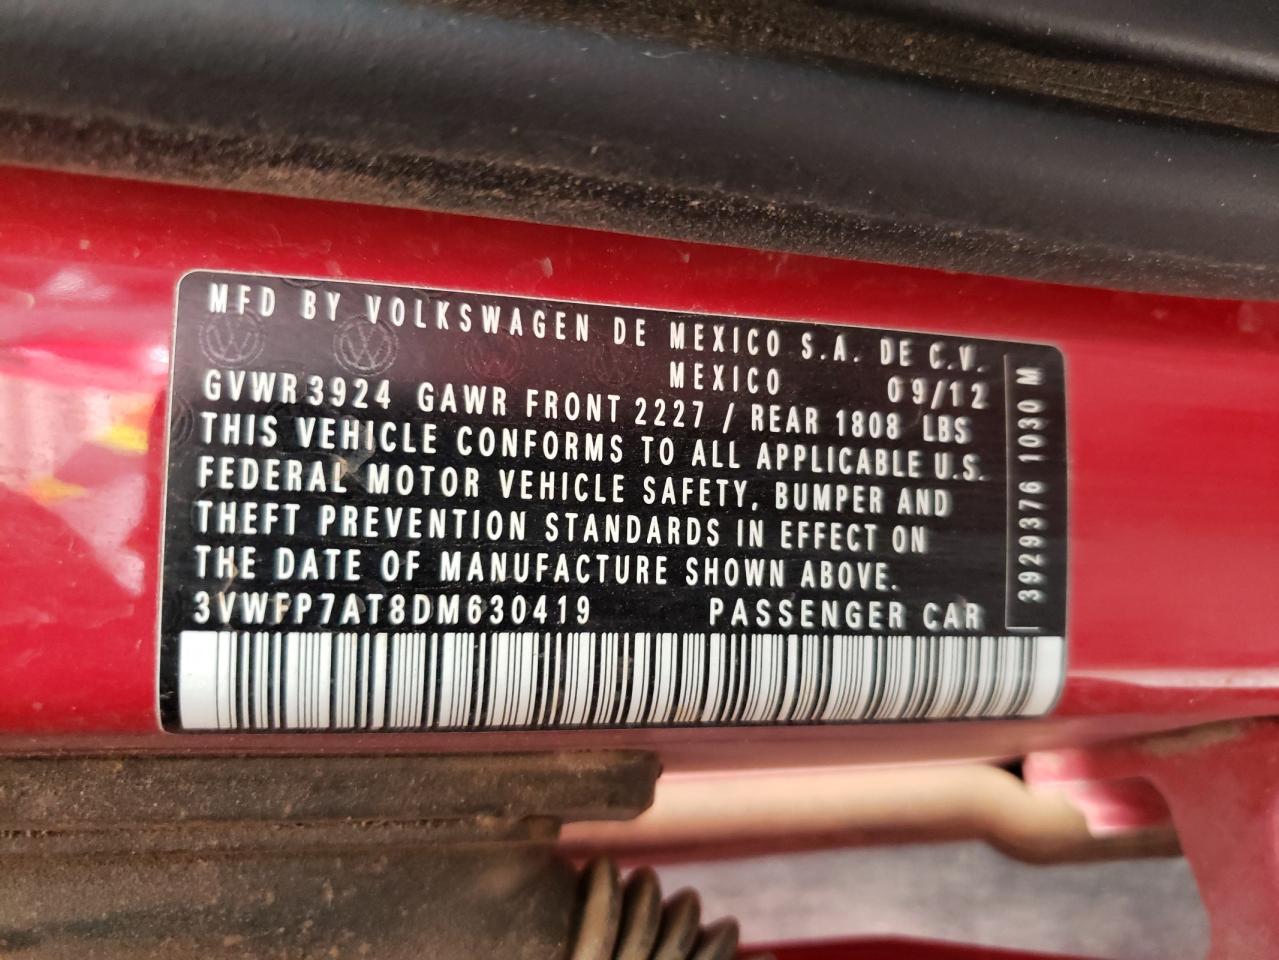 MFD BY VOLKSWAGEN DE MEXICO S.A. DE C.V.
MEXICO 09/12
GVWR 3924 GAWR FRONT 2227 / REAR 1808 LBS
THIS VEHICLE CONFORMS TO ALL APPLICABLE U.S.
FEDERAL MOTOR VEHICLE SAFETY, BUMPER AND
THEFT PREVENTION STANDARDS IN EFFECT ON
THE DATE OF MANUFACTURE SHOWN ABOVE.
3VWFP7AT8DM630419 PASSENGER CAR
3929376 1030 M